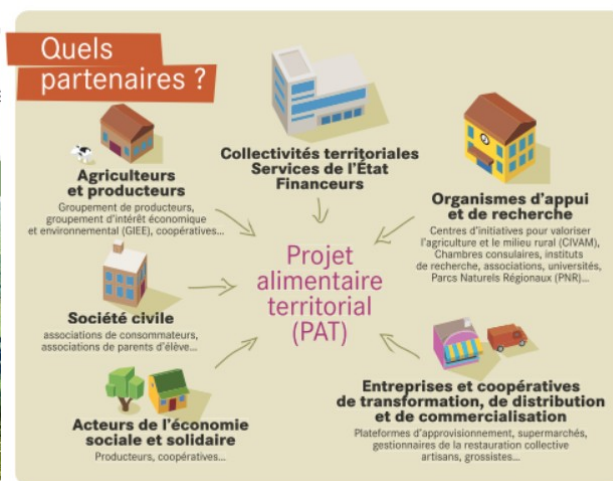 Quels
partenaires ?
Collectivités territoriales
Services de l'État
Financeurs
Agriculteurs
et producteurs
Groupement de producteurs,
groupement d'intérêt économique
et environnemental (GIEE), coopératives...
Organismes d'appui
et de recherche
Centres d'initiatives pour valoriser
l'agriculture et le milieu rural (CIVAM),
Chambres consulaires, instituts
de recherche, associations, universités,
Parcs Naturels Régionaux (PNR)...
Projet
alimentaire
territorial
(PAT)
Société civile
associations de consommateurs,
associations de parents d'élève...
Acteurs de l'économie
sociale et solidaire
Producteurs, coopératives...
Entreprises et coopératives
de transformation, de distribution
et de commercialisation
Plateformes d'approvisionnement, supermarchés,
gestionnaires de la restauration collective
artisans, grossistes...